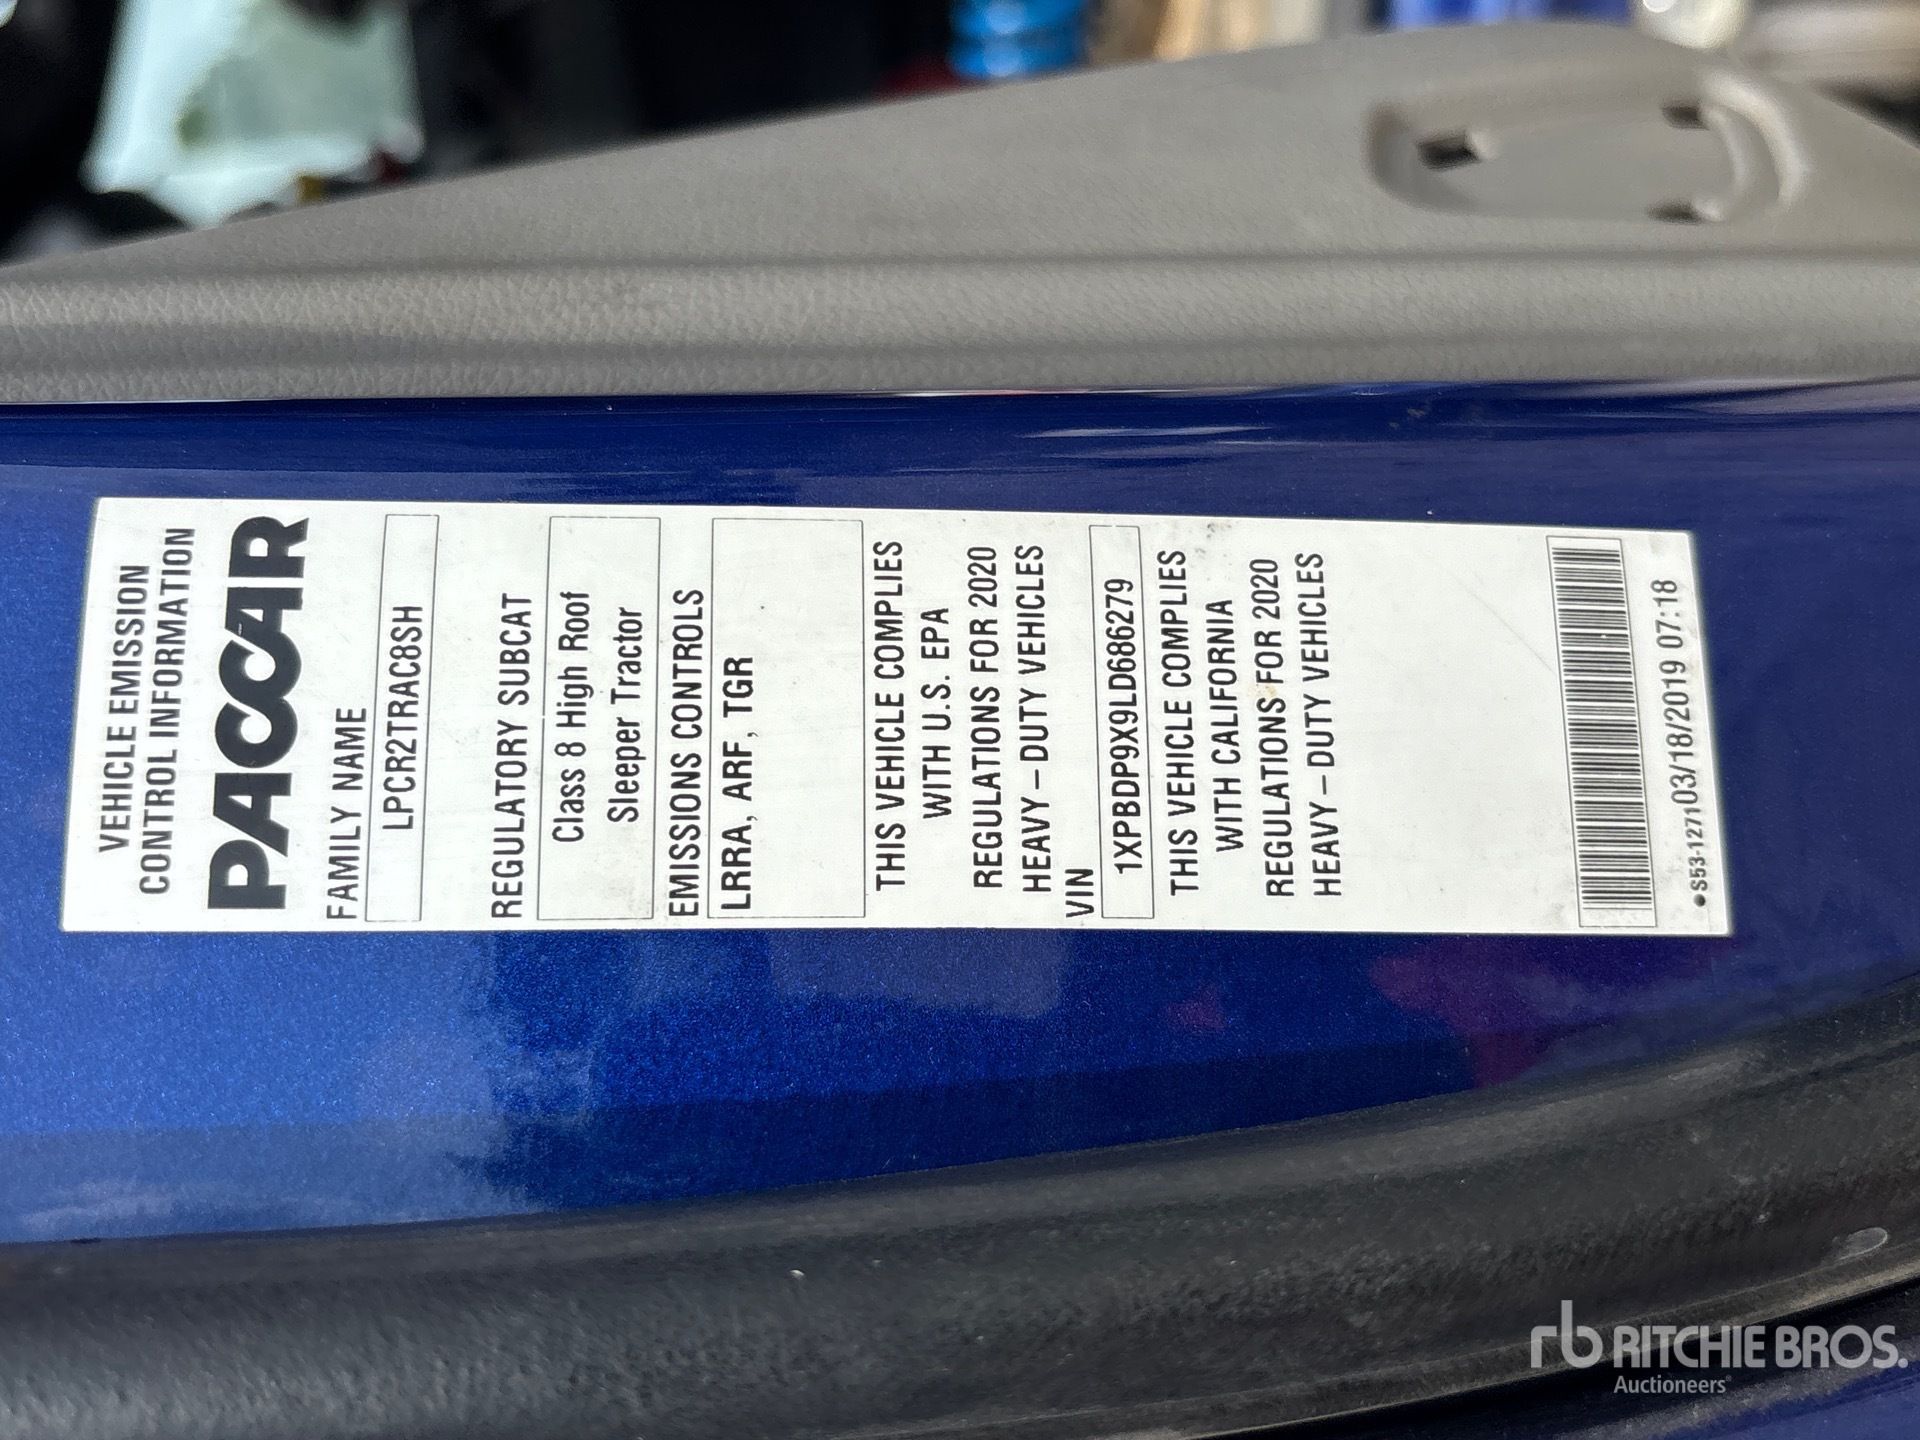 VEHICLE EMISSION
CONTROL INFORMATION
PACCAR
FAMILY NAME
LPCR2TRAC8SH
REGULATORY SUBCAT
Class 8 High Roof
Sleeper Tractor
EMISSIONS CONTROLS
LRRA, ARF, TGR
THIS VEHICLE COMPLIES
WITH U.S. EPA
REGULATIONS FOR 2020
HEAVY-DUTY VEHICLES
VIN
1XPBDP9X9LD686279
THIS VEHICLE COMPLIES
WITH CALIFORNIA
REGULATIONS FOR 2020
HEAVY-DUTY VEHICLES
•S53-1271 03/18/2019 07:18
rb RITCHIE BROS.
Auctioneers